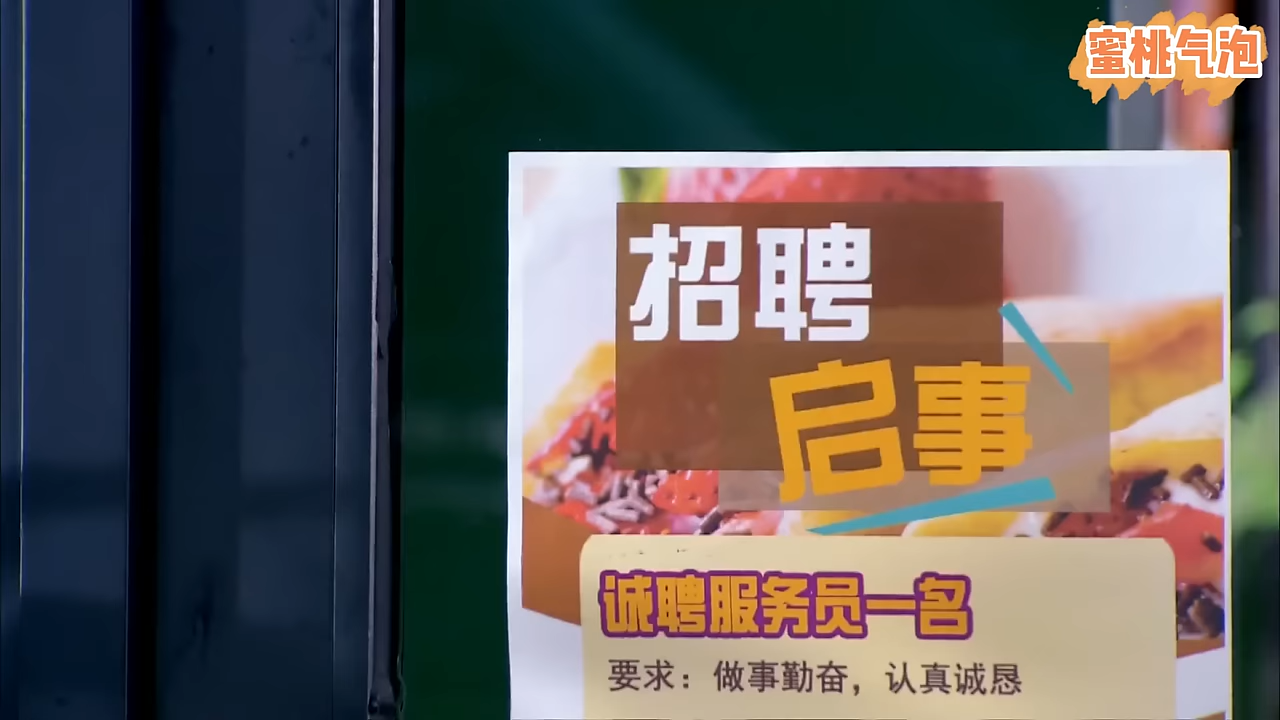 蜜桃气泡
招聘
启事
诚聘服务员一名
要求：做事勤奋，认真诚恳